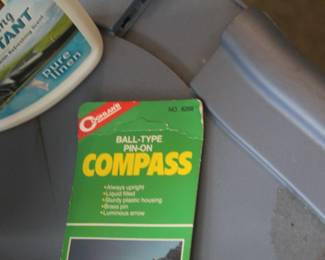 TANT
pure
linen
COGHLAN'S
NO. 8268
BALL-TYPE
PIN-ON
COMPASS
•Always upright
•Liquid filled
•Sturdy plastic housing
•Brass pin
•Luminous arrow